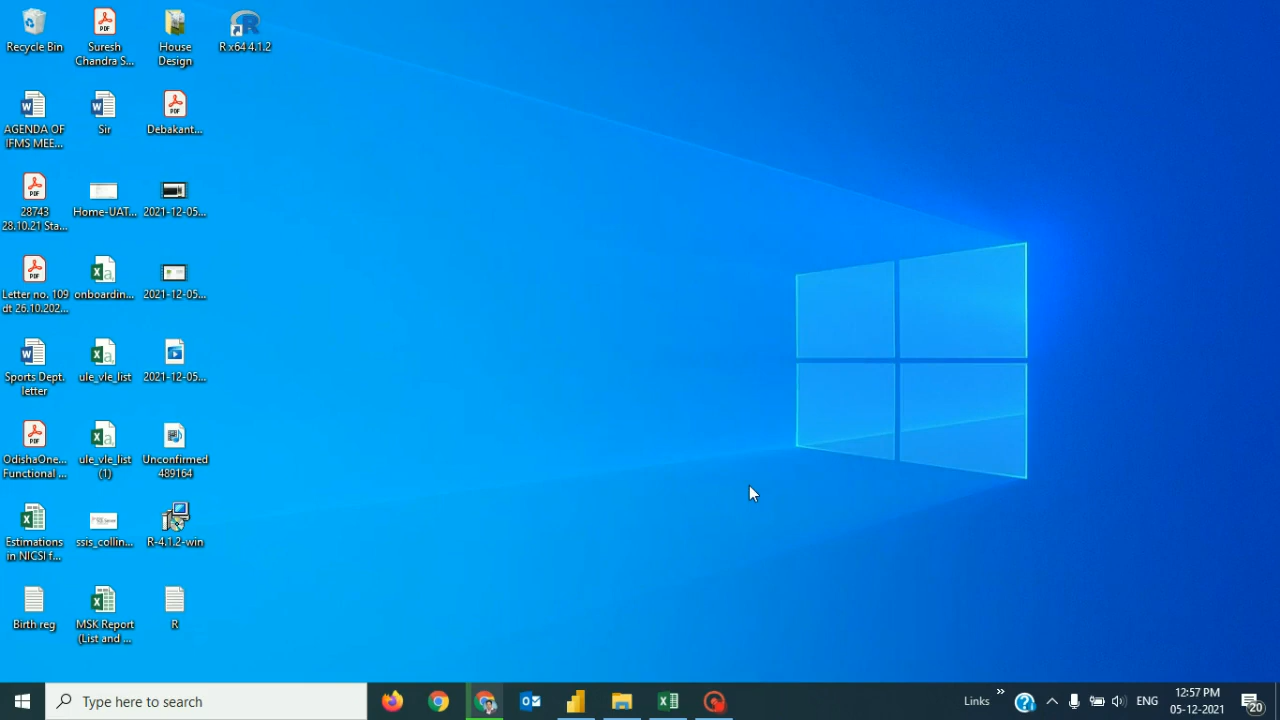 Recycle Bin
Suresh
Chandra S...
House
Design
R x64 4.1.2
AGENDA OF
IFMS MEE...
Sir
Debakant...
28743
28.10.21 Sta...
Home-UAT...
2021-12-05...
Letter no. 109
dt 26.10.202...
onboardin...
2021-12-05...
Sports Dept.
letter
ule_vle_list
2021-12-05...
OdishaOne...
Functional ...
ule_vle_list
(1)
Unconfirmed
489164
Estimations
in NICSI f...
ssis_collin...
R-4.1.2-win
Birth reg
MSK Report
(List and ...
R
Type here to search
Links
ENG
12:57 PM
05-12-2021
20